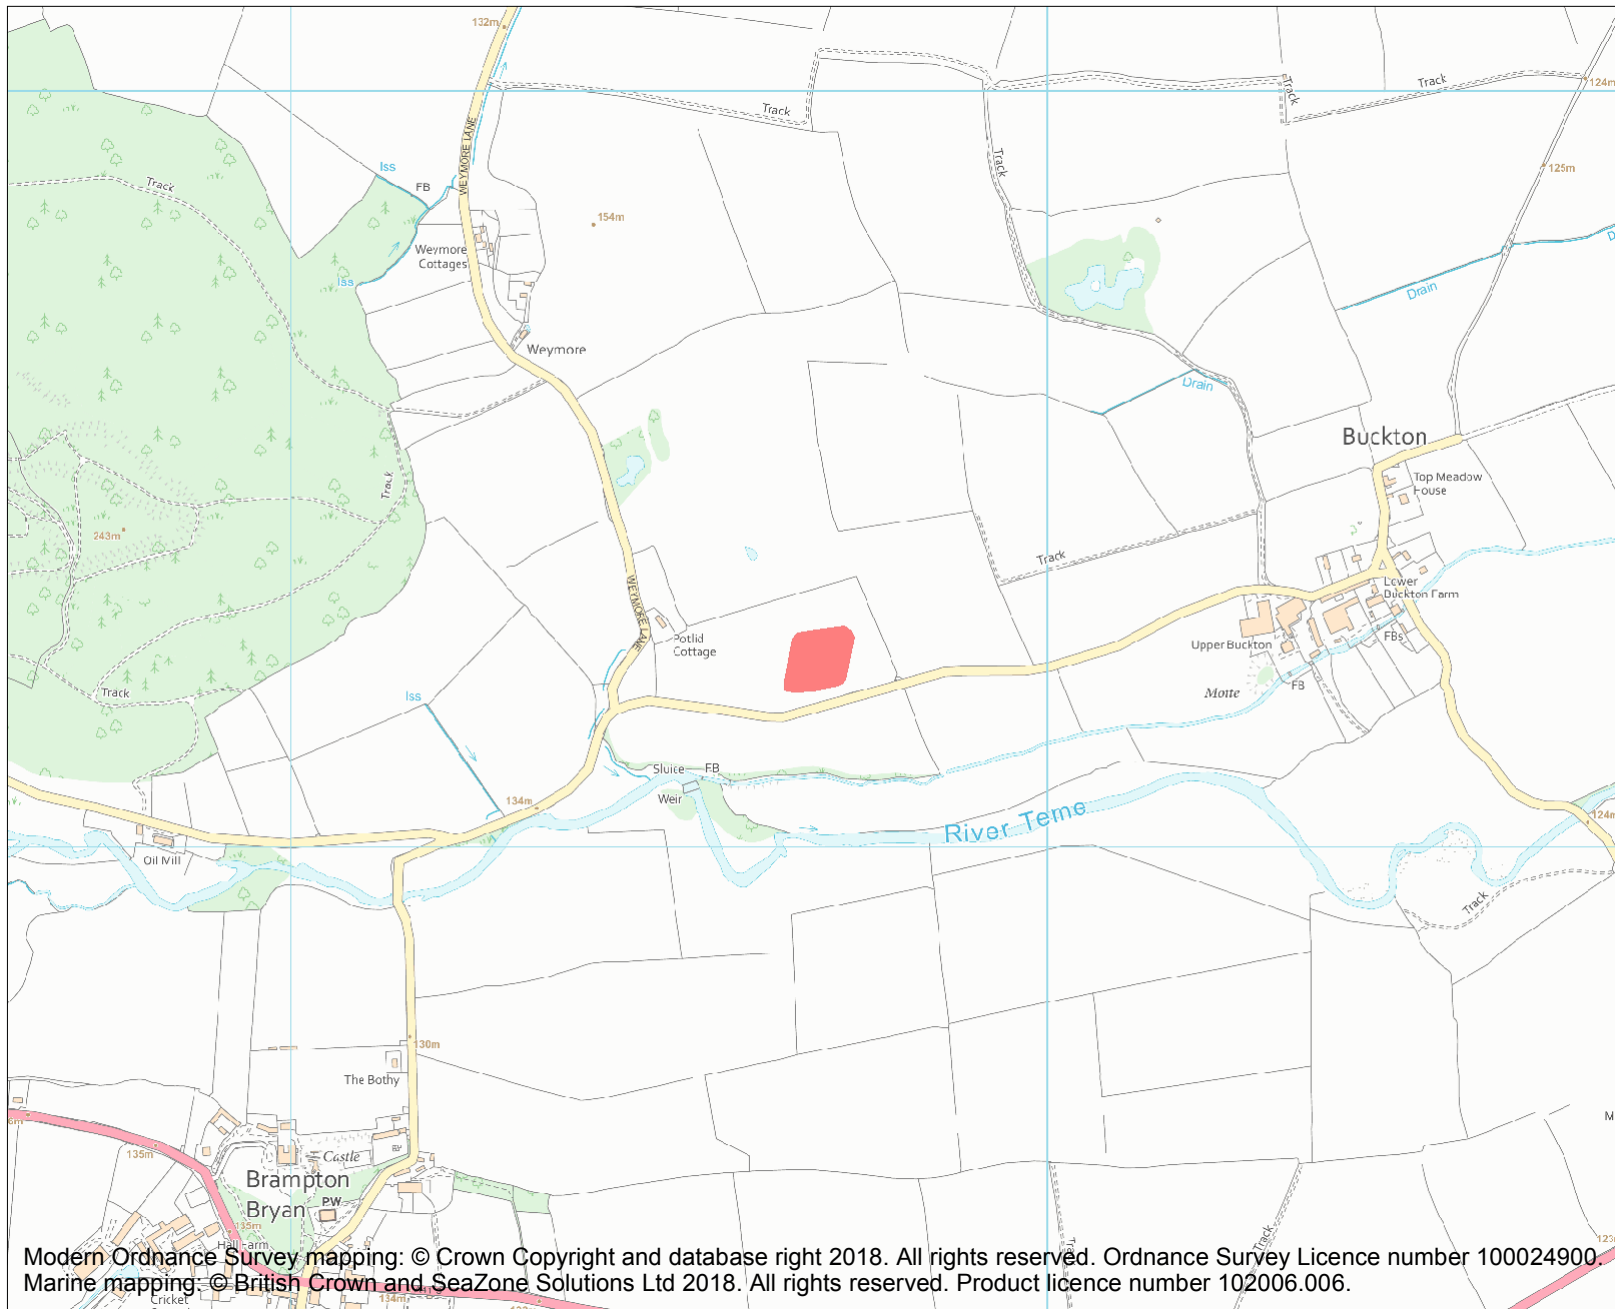 132m
Track
Track
Track
124m
Track
WEYMORE LANE
Iss
FB
Track
125m
154m
Weymore
Cottages
Iss
Drain
Weymore
Drain
Buckton
Track
Top Meadow
House
243m
Track
WEYMORE LANE
Lower
Buckton Farm
Potlid
Cottage
Upper Buckton
FBs
FB
Motte
Track
Iss
Sluice
FB
Weir
134m
River Teme
124m
Oil Mill
Track
130m
The Bothy
135m
Castle
Brampton
Bryan
PW
135m
Hall Farm
Track
Track
Modern Ordnance Survey mapping: © Crown Copyright and database right 2018. All rights reserved. Ordnance Survey Licence number 100024900.
Marine mapping: © British Crown and SeaZone Solutions Ltd 2018. All rights reserved. Product licence number 102006.006.
Cricket
134m